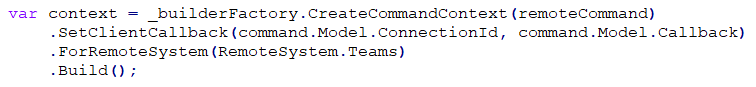 var context = _builderFactory.CreateCommandContext(remoteCommand)
    .SetClientCallback(command.Model.ConnectionId, command.Model.Callback)
    .ForRemoteSystem(RemoteSystem.Teams)
    .Build();